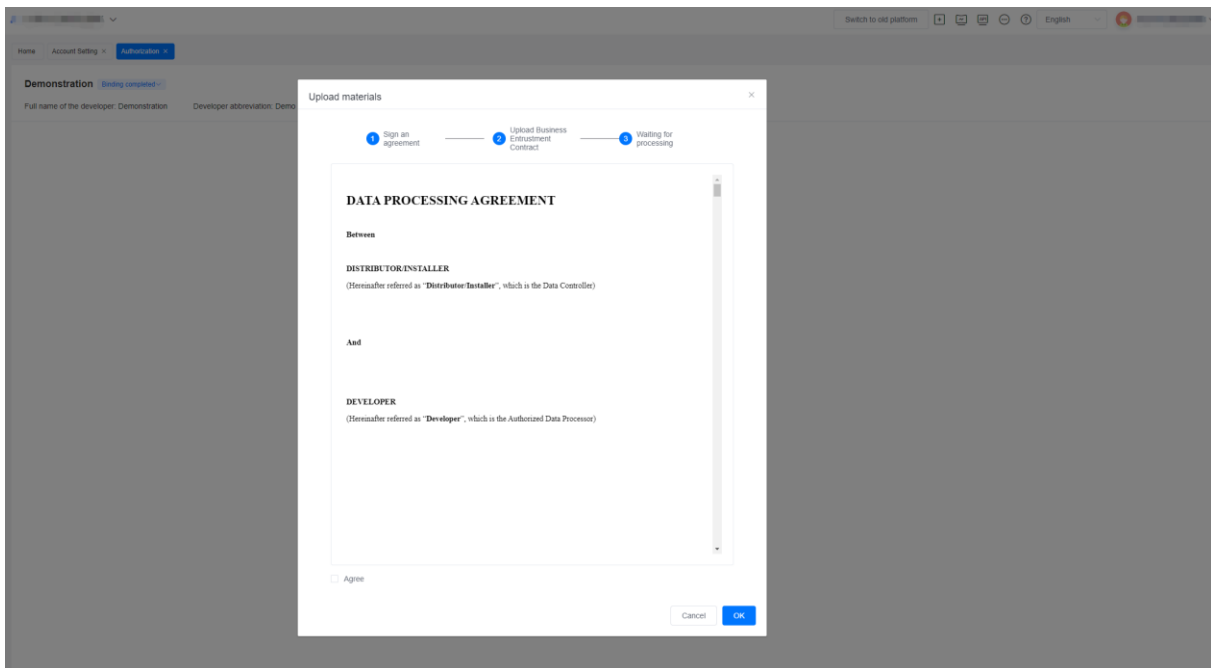 Switch to old platform
English
Home
Account Setting ×
Authorization ×
Demonstration
Binding completed
Full name of the developer: Demonstration
Developer abbreviation: Demo
Upload materials
1
Sign an
agreement
2
Upload Business
Entrustment
Contract
3
Waiting for
processing
DATA PROCESSING AGREEMENT
Between
DISTRIBUTOR/INSTALLER
(Hereinafter referred as "Distributor/Installer", which is the Data Controller)
And
DEVELOPER
(Hereinafter referred as "Developer", which is the Authorized Data Processor)
Agree
Cancel
OK